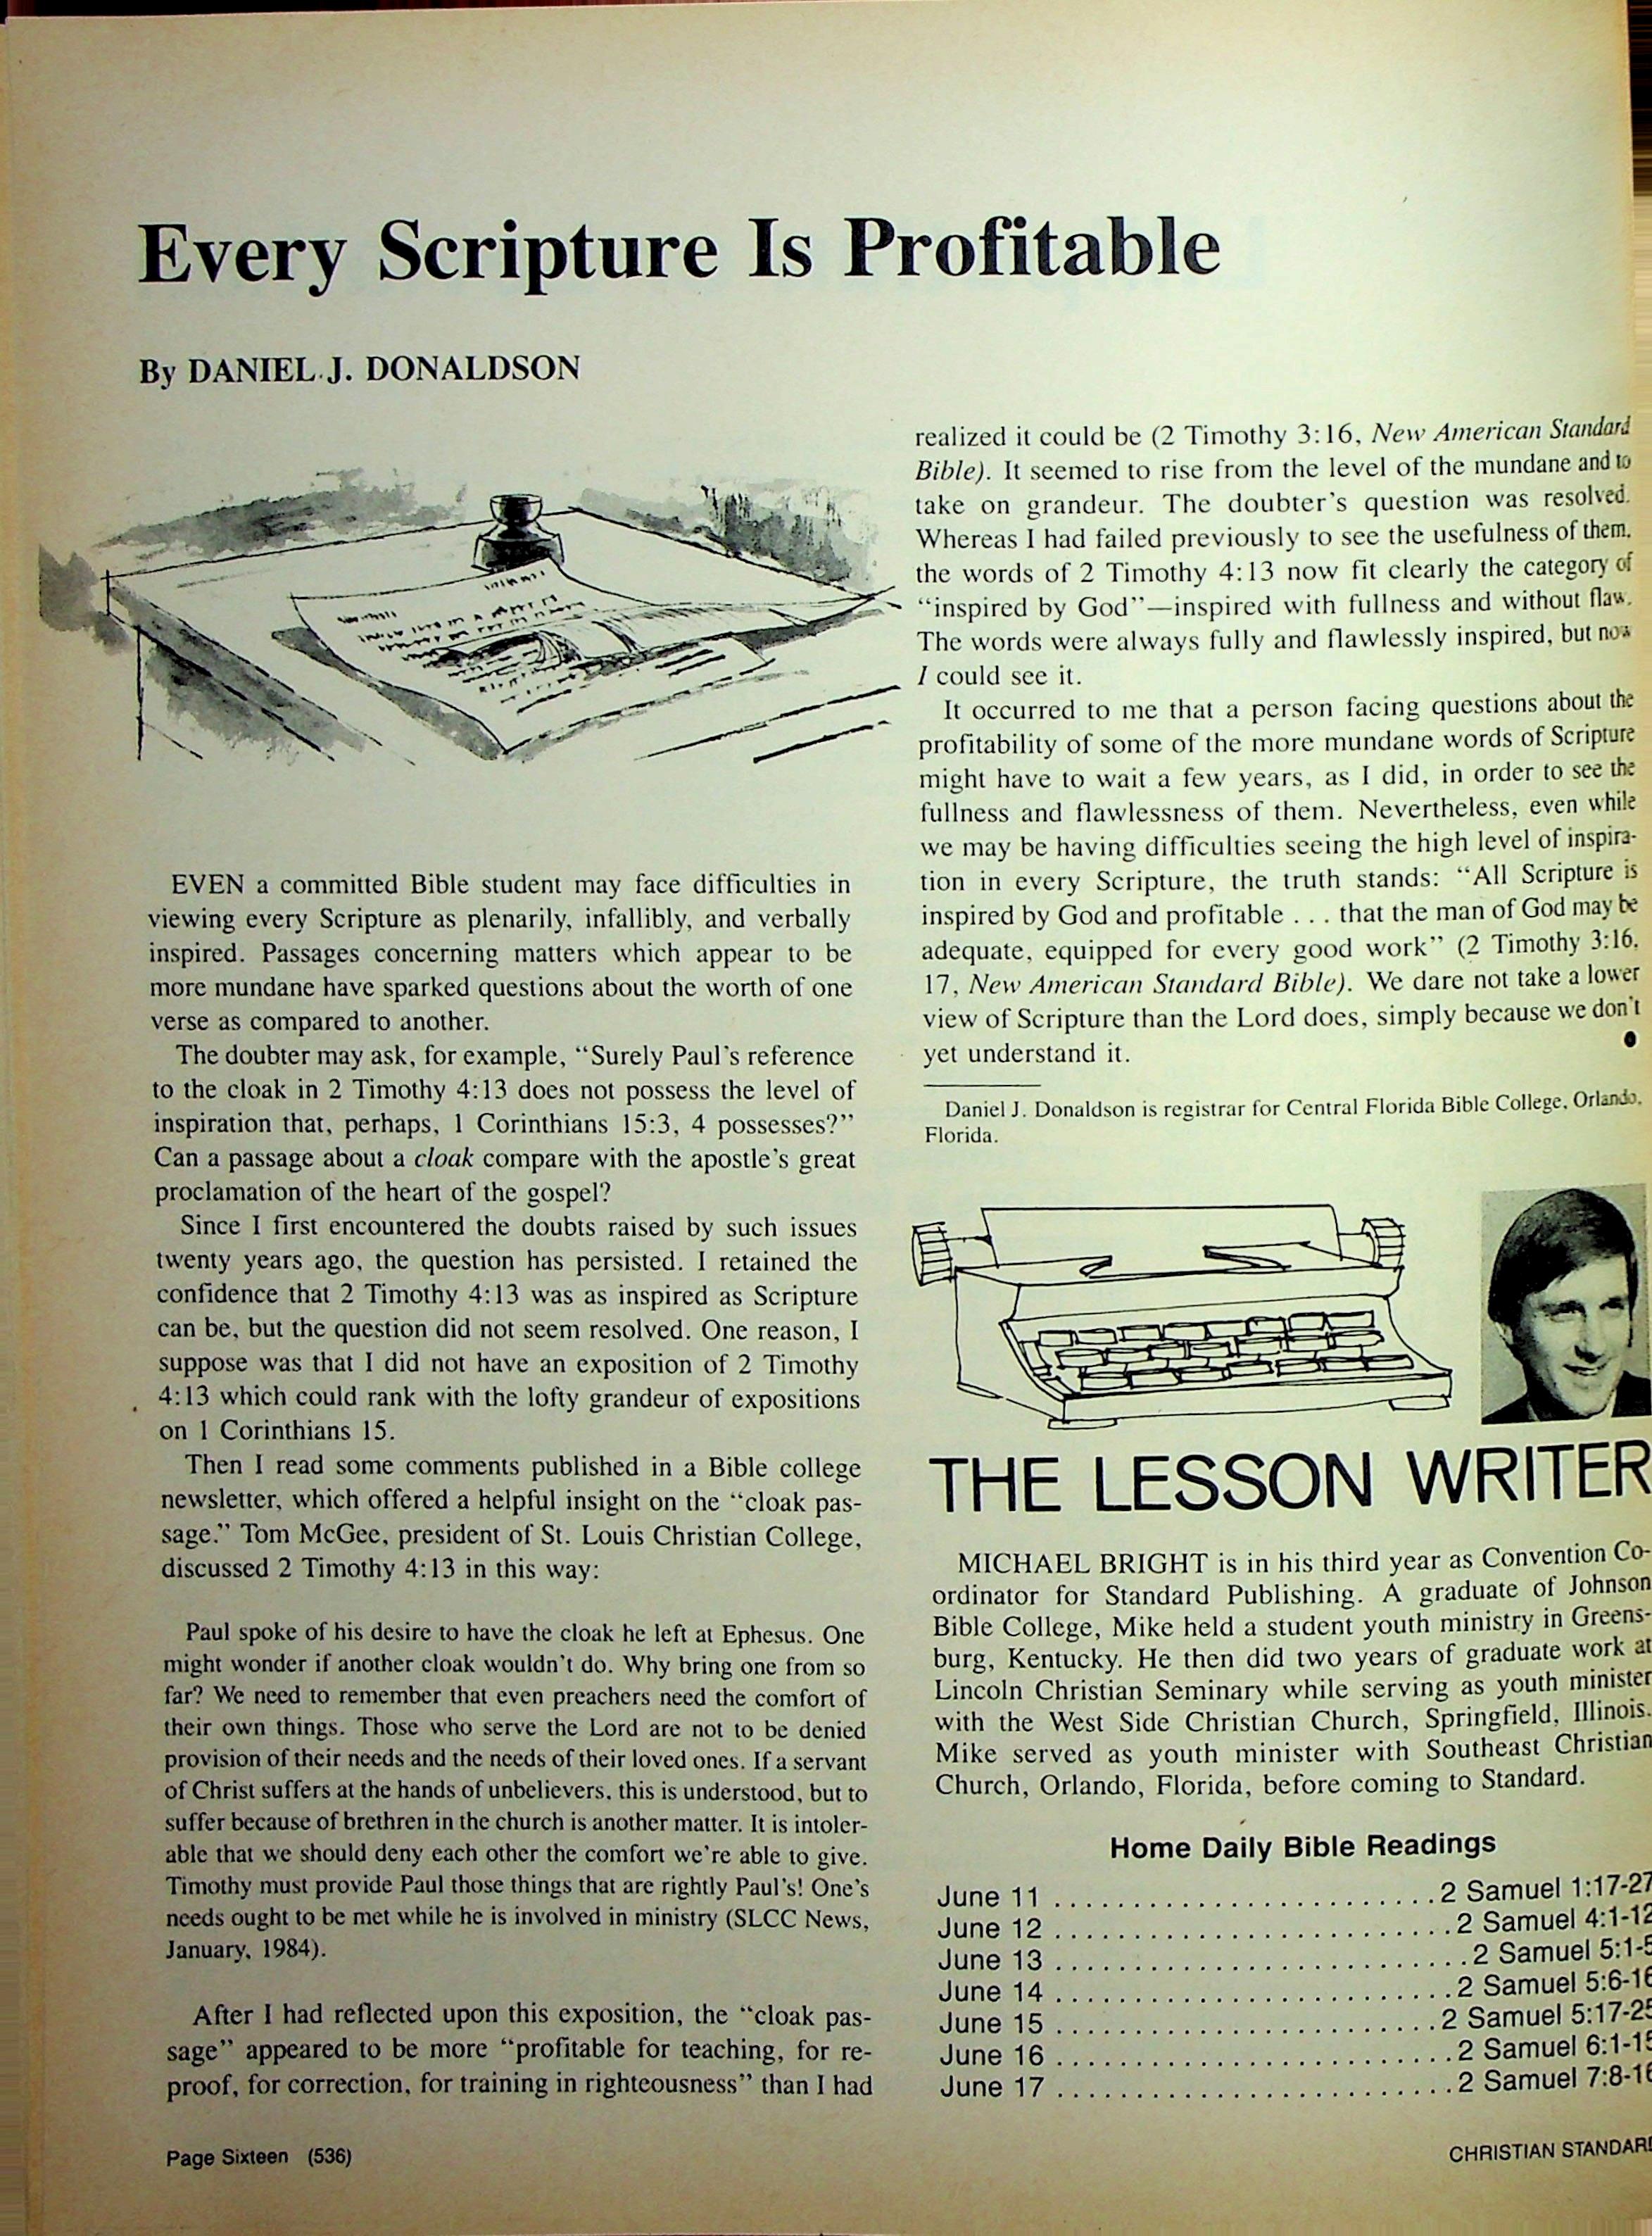 Every Scripture Is Profitable
By DANIEL J. DONALDSON
EVEN a committed Bible student may face difficulties in
viewing every Scripture as plenarily, infallibly, and verbally
inspired. Passages concerning matters which appear to be
more mundane have sparked questions about the worth of one
verse as compared to another.
The doubter may ask, for example, “Surely Paul’s reference
to the cloak in 2 Timothy 4:13 does not possess the level of
inspiration that, perhaps, 1 Corinthians 15:3, 4 possesses?”
Can a passage about a cloak compare with the apostle’s great
proclamation of the heart of the gospel?
Since I first encountered the doubts raised by such issues
twenty years ago, the question has persisted. I retained the
confidence that 2 Timothy 4:13 was as inspired as Scripture
can be, but the question did not seem resolved. One reason, I
suppose was that I did not have an exposition of 2 Timothy
4:13 which could rank with the lofty grandeur of expositions
on 1 Corinthians 15.
Then I read some comments published in a Bible college
newsletter, which offered a helpful insight on the “cloak pas-
sage.” Tom McGee, president of St. Louis Christian College,
discussed 2 Timothy 4:13 in this way:
Paul spoke of his desire to have the cloak he left at Ephesus. One
might wonder if another cloak wouldn’t do. Why bring one from so
far? We need to remember that even preachers need the comfort of
their own things. Those who serve the Lord are not to be denied
provision of their needs and the needs of their loved ones. If a servant
of Christ suffers at the hands of unbelievers, this is understood, but to
suffer because of brethren in the church is another matter. It is intoler-
able that we should deny each other the comfort we’re able to give.
Timothy must provide Paul those things that are rightly Paul’s! One’s
needs ought to be met while he is involved in ministry (SLCC News,
January, 1984).
After I had reflected upon this exposition, the “cloak pas-
sage” appeared to be more “profitable for teaching, for re-
proof, for correction, for training in righteousness” than I had
realized it could be (2 Timothy 3:16, New American Standard
Bible). It seemed to rise from the level of the mundane and to
take on grandeur. The doubter’s question was resolved.
Whereas I had failed previously to see the usefulness of them,
the words of 2 Timothy 4:13 now fit clearly the category of
“inspired by God”—inspired with fullness and without flaw.
The words were always fully and flawlessly inspired, but now
I could see it.
It occurred to me that a person facing questions about the
profitability of some of the more mundane words of Scripture
might have to wait a few years, as I did, in order to see the
fullness and flawlessness of them. Nevertheless, even while
we may be having difficulties seeing the high level of inspira-
tion in every Scripture, the truth stands: “All Scripture is
inspired by God and profitable . . . that the man of God may be
adequate, equipped for every good work” (2 Timothy 3:16,
17, New American Standard Bible). We dare not take a lower
view of Scripture than the Lord does, simply because we don’t
yet understand it.
Daniel J. Donaldson is registrar for Central Florida Bible College, Orlando,
Florida.
THE LESSON WRITER
MICHAEL BRIGHT is in his third year as Convention Co-
ordinator for Standard Publishing. A graduate of Johnson
Bible College, Mike held a student youth ministry in Greens-
burg, Kentucky. He then did two years of graduate work at
Lincoln Christian Seminary while serving as youth minister
with the West Side Christian Church, Springfield, Illinois.
Mike served as youth minister with Southeast Christian
Church, Orlando, Florida, before coming to Standard.
Home Daily Bible Readings
June 11 . . . . . . . . . . . . . . . . . . . . . . . . 2 Samuel 1:17-27
June 12 . . . . . . . . . . . . . . . . . . . . . . . . . 2 Samuel 4:1-12
June 13 . . . . . . . . . . . . . . . . . . . . . . . . . . 2 Samuel 5:1-5
June 14 . . . . . . . . . . . . . . . . . . . . . . . . . 2 Samuel 5:6-16
June 15 . . . . . . . . . . . . . . . . . . . . . . . . 2 Samuel 5:17-25
June 16 . . . . . . . . . . . . . . . . . . . . . . . . . 2 Samuel 6:1-15
June 17 . . . . . . . . . . . . . . . . . . . . . . . . . 2 Samuel 7:8-16
Page Sixteen (536)
CHRISTIAN STANDARD